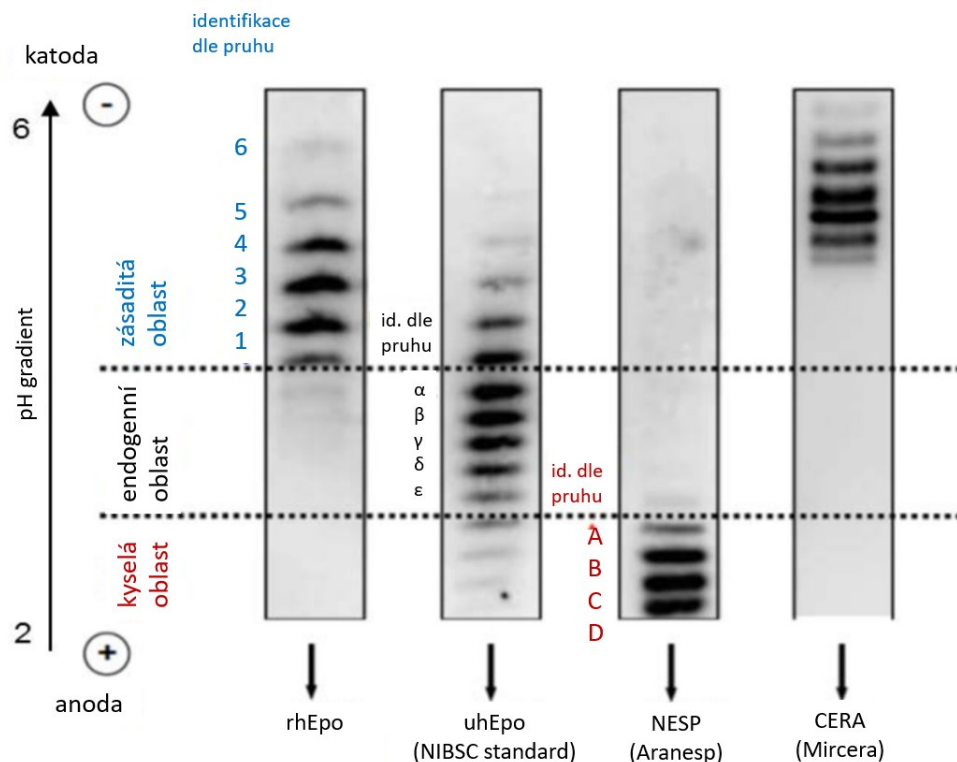 identifikace
dle pruhu
katoda
-
6
pH gradient
2
+
anoda
zásaditá
oblast
endogenní
oblast
kyselá
oblast
6
5
4
3
2
1
id. dle
pruhu
α
β
γ
δ
ε
id. dle
pruhu
A
B
C
D
rhEpo
uhEpo
(NIBSC standard)
NESP
(Aranesp)
CERA
(Mircera)